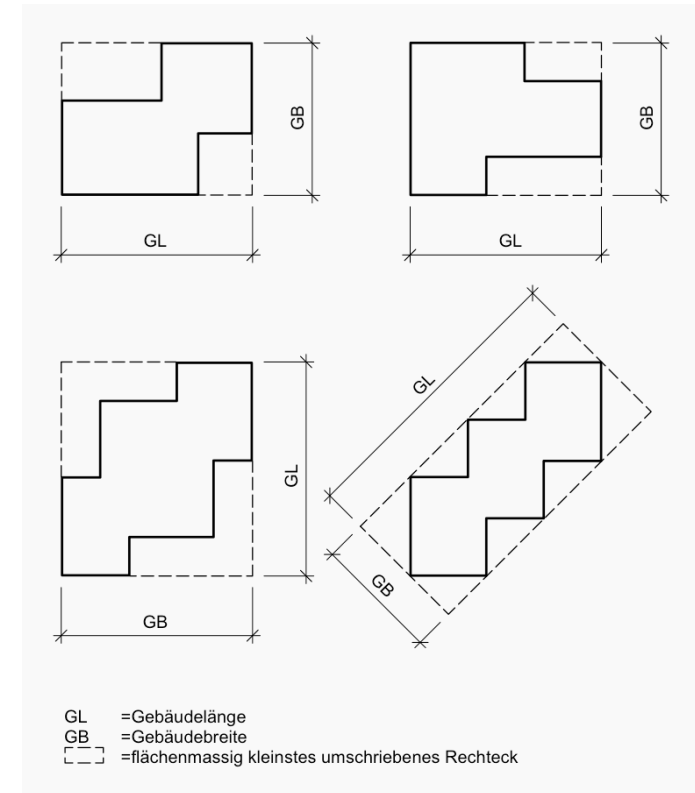 GB
GL
GB
GL
GL
GB
GL
GB
GL =Gebäudelänge
GB =Gebäudebreite
=flächenmassig kleinstes umschriebenes Rechteck